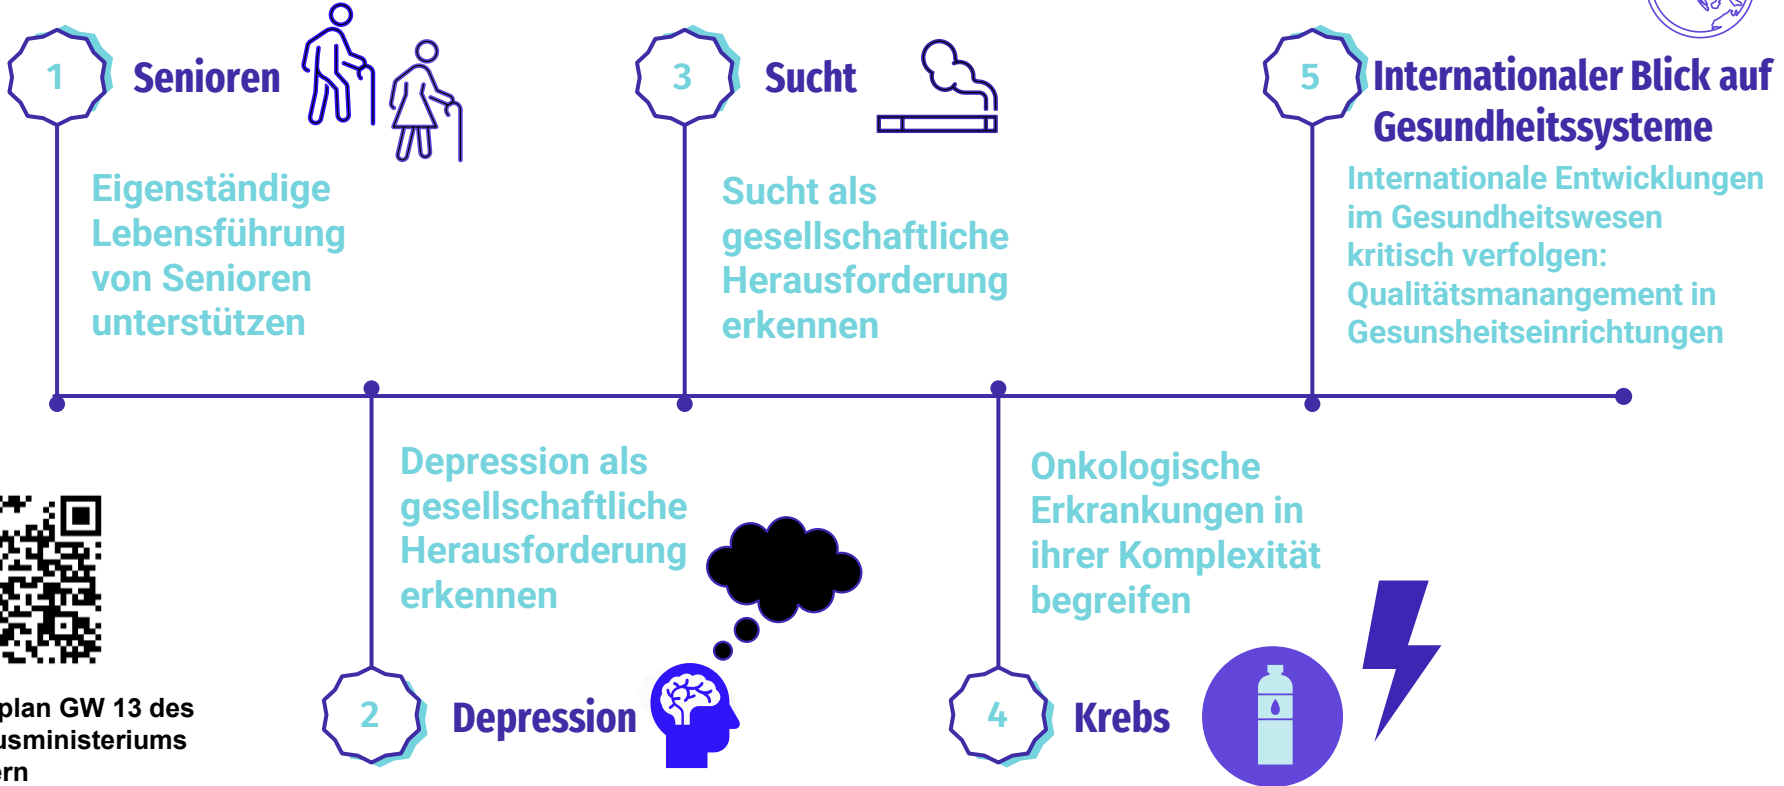 1
Senioren
Eigenständige
Lebensführung
von Senioren
unterstützen
3
Sucht
Sucht als
gesellschaftliche
Herausforderung
erkennen
5
Internationaler Blick auf
Gesundheitssysteme
Internationale Entwicklungen
im Gesundheitswesen
kritisch verfolgen:
Qualitätsmanangement in
Gesunsheitseinrichtungen
Depression als
gesellschaftliche
Herausforderung
erkennen
2
Depression
Onkologische
Erkrankungen in
ihrer Komplexität
begreifen
4
Krebs
plan GW 13 des
usministeriums
ern